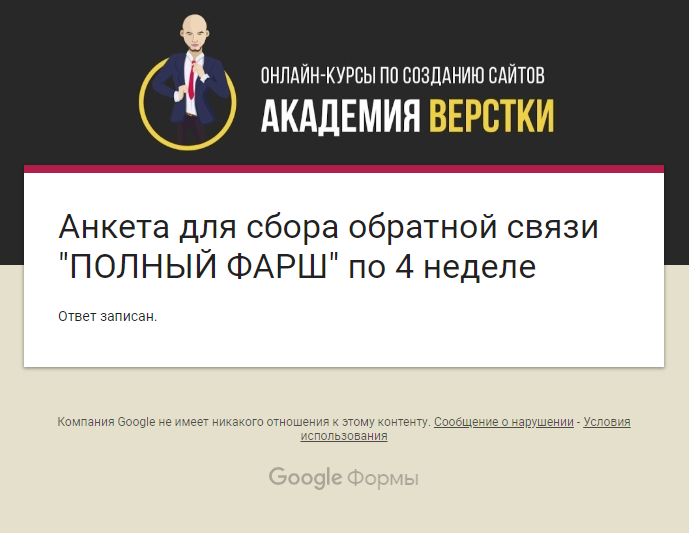 ОНЛАЙН-КУРСЫ ПО СОЗДАНИЮ САЙТОВ
АКАДЕМИЯ ВЕРСТКИ
Анкета для сбора обратной связи
"ПОЛНЫЙ ФАРШ" по 4 неделе
Ответ записан.
Компания Google не имеет никакого отношения к этому контенту. Сообщение о нарушении - Условия
использования
Google Формы